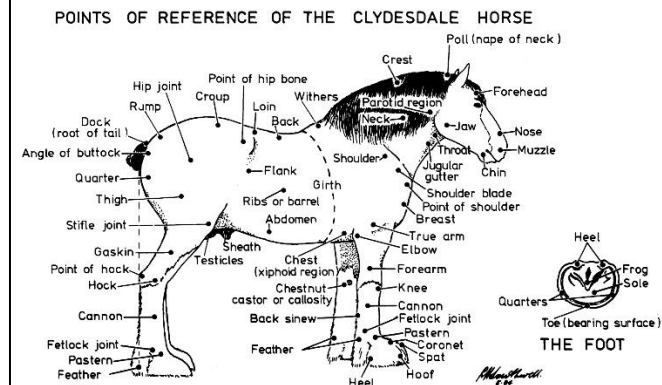 POINTS OF REFERENCE OF THE CLYDESDALE HORSE
Poll (nape of neck)
Crest
Point of hip bone
Hip joint
Croup
Loin
Back
Withers
Rump
Dock
(root of tail)
Angle of buttock
Quarter
Thigh
Stifle joint
Gaskin
Point of hock
Hock
Cannon
Fetlock joint
Pastern
Feather
Parotid region
Neck
Forehead
Jaw
Nose
Muzzle
Throat
Chin
Jugular
gutter
Shoulder
Shoulder blade
Point of shoulder
Breast
Flank
Girth
Ribs or barrel
Abdomen
Sheath
Testicles
True arm
Elbow
Chest
(xiphoid region)
Forearm
Chestnut
castor or callosity
Knee
Cannon
Back sinew
Fetlock joint
Feather
Pastern
Coronet
Spat
Hoof
Heel
Heel
Frog
Sole
Quarters
Toe (bearing surface)
THE FOOT